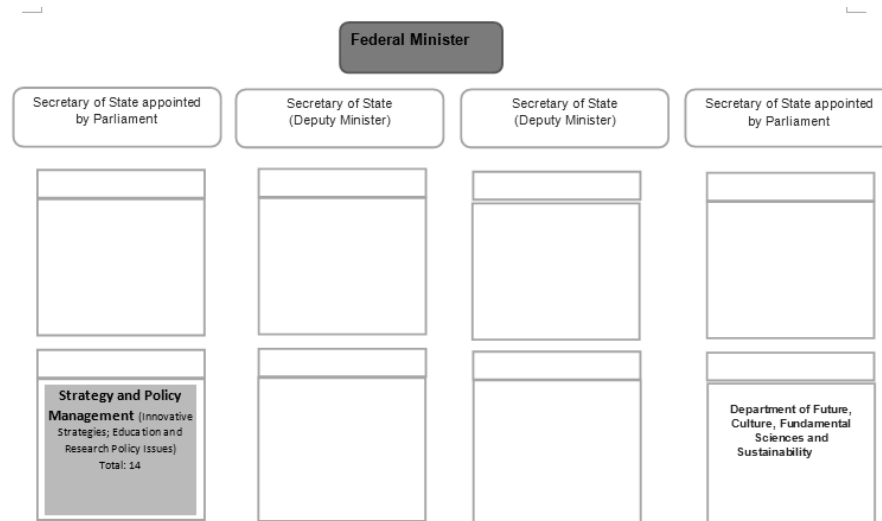 Federal Minister
Secretary of State appointed
by Parliament
Secretary of State
(Deputy Minister)
Secretary of State
(Deputy Minister)
Secretary of State appointed
by Parliament
Strategy and Policy
Management (Innovative
Strategies; Education and
Research Policy Issues)
Total: 14
Department of Future,
Culture, Fundamental
Sciences and
Sustainability